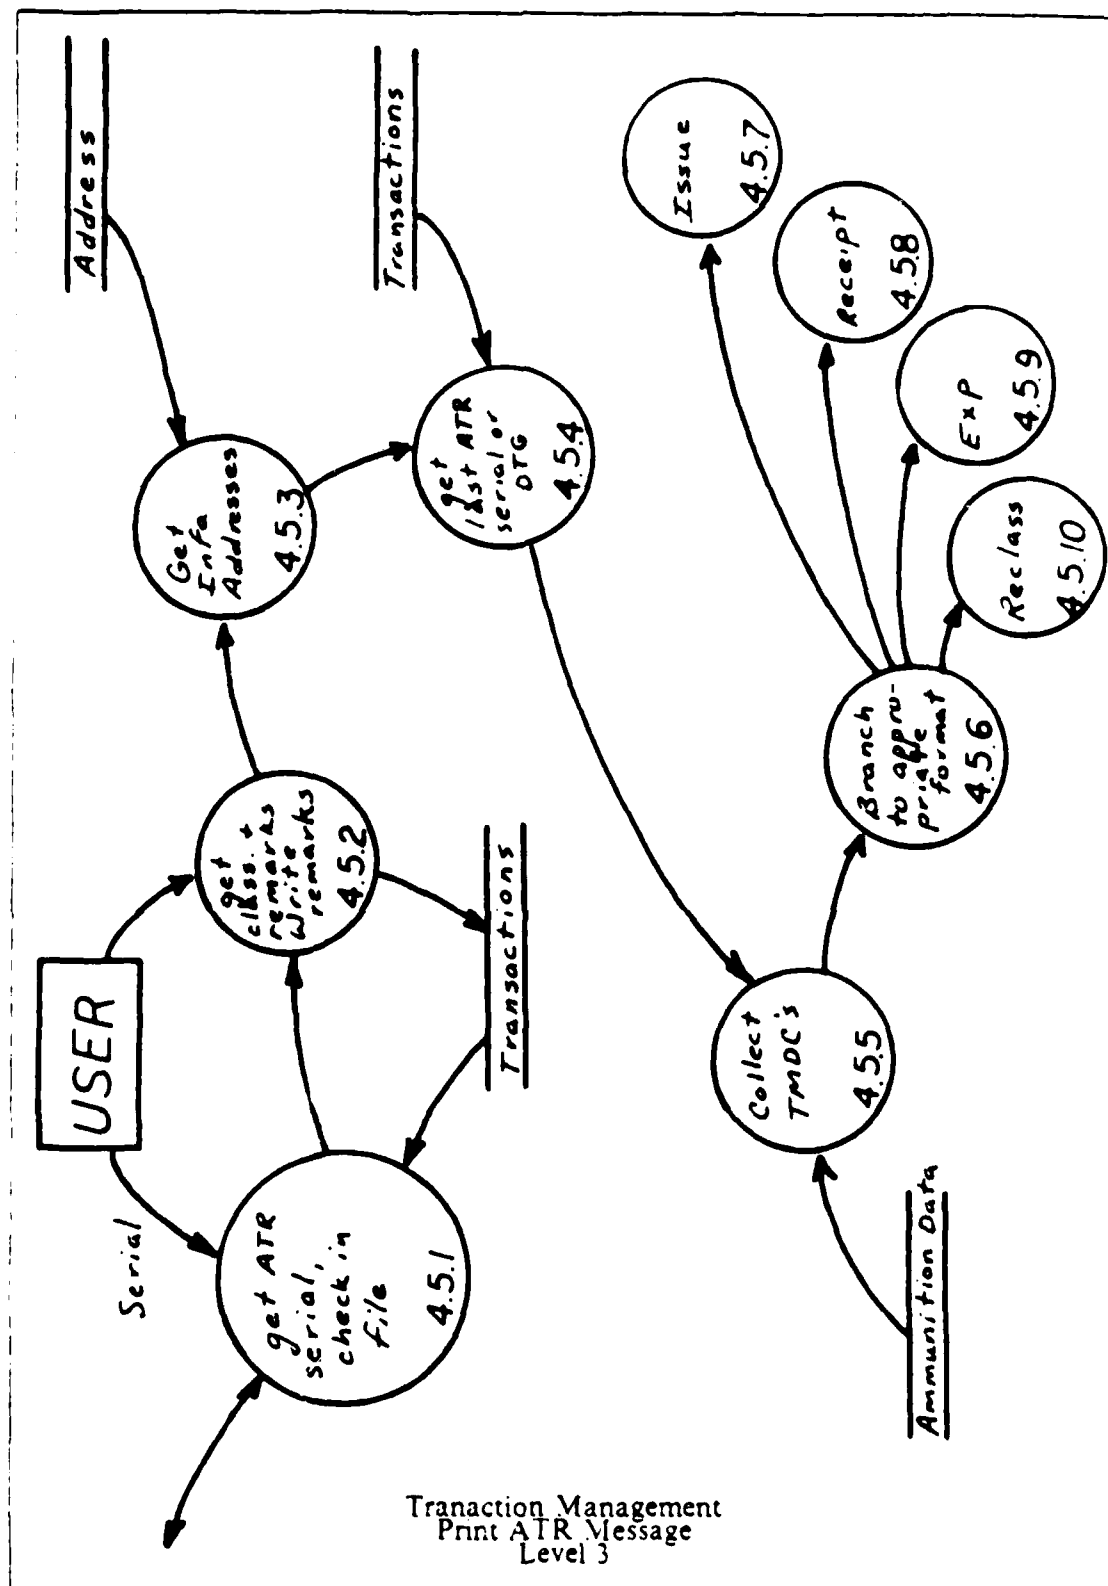 Serial
USER
get ATR
serial,
check in
file
4.5.1
get
class. +
remarks
Write
remarks
4.5.2
Transactions
Get
Info
Addresses
4.5.3
Address
get
last ATR
serial or
DTG
4.5.4
Transactions
Ammunition Data
Collect
TMDC's
4.5.5
Branch
to appro-
priate
format
4.5.6
Issue
4.5.7
Receipt
4.5.8
Exp
4.5.9
Reclass
4.5.10
Tranaction Management
Print ATR Message
Level 3